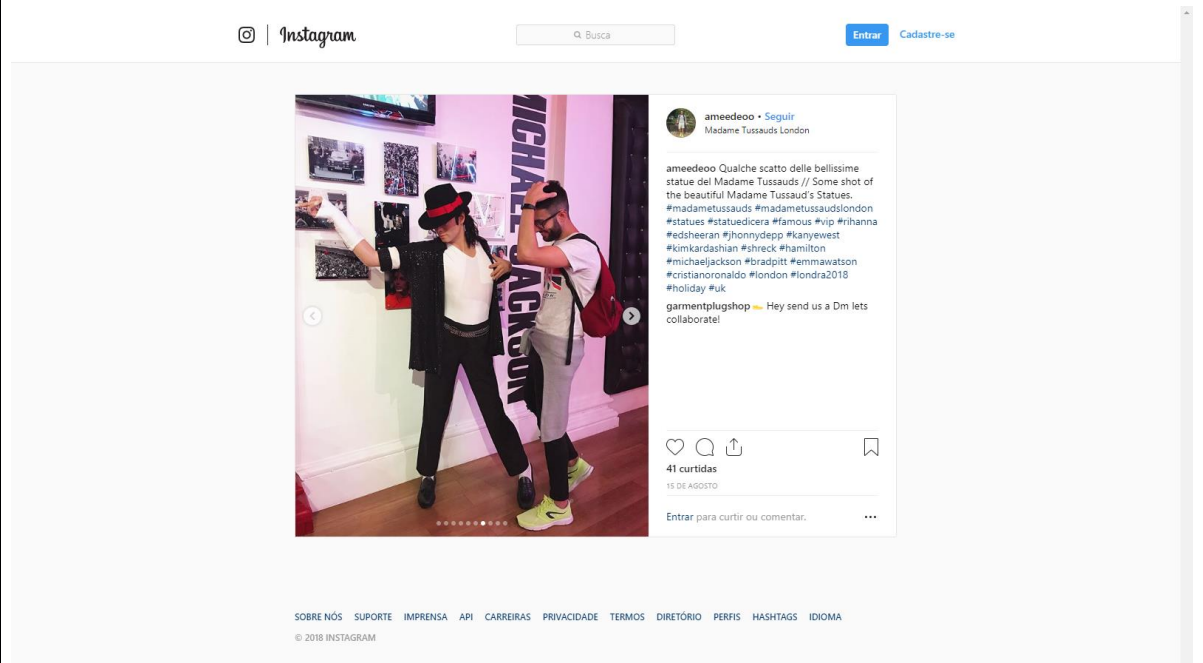 Instagram
Busca
Entrar
Cadastre-se
MICHAEL JACKSON
ameedeoo • Seguir
Madame Tussauds London
ameedeoo Qualche scatto delle bellissime
statue del Madame Tussauds // Some shot of
the beautiful Madame Tussaud's Statues.
#madametussauds #madametussaudslondon
#statues #statuedicera #famous #vip #rihanna
#edsheeran #jhonnydepp #kanyewest
#kimkardashian #shreck #hamilton
#michaeljackson #bradpitt #emmawatson
#cristianoronaldo #london #londra2018
#holiday #uk
garmentplugshop Hey send us a Dm lets
collaborate!
41 curtidas
15 DE AGOSTO
Entrar para curtir ou comentar.
SOBRE NÓS SUPORTE IMPRENSA API CARREIRAS PRIVACIDADE TERMOS DIRETÓRIO PERFIS HASHTAGS IDIOMA
© 2018 INSTAGRAM